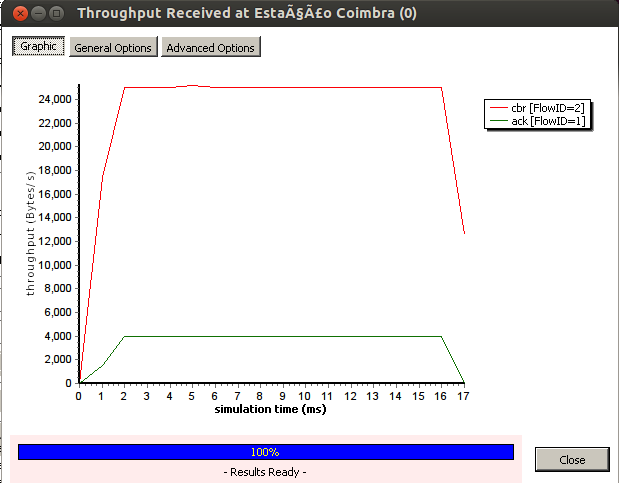 Throughput Received at EstaÃ§Ã£o Coimbra (0)
Graphic General Options Advanced Options
24,000
22,000
20,000
18,000
16,000
14,000
12,000
10,000
8,000
6,000
4,000
2,000
0
throughput (Bytes/s)
0 1 2 3 4 5 6 7 8 9 10 11 12 13 14 15 16 17
simulation time (ms)
cbr [FlowID=2]
ack [FlowID=1]
100%
- Results Ready -
Close